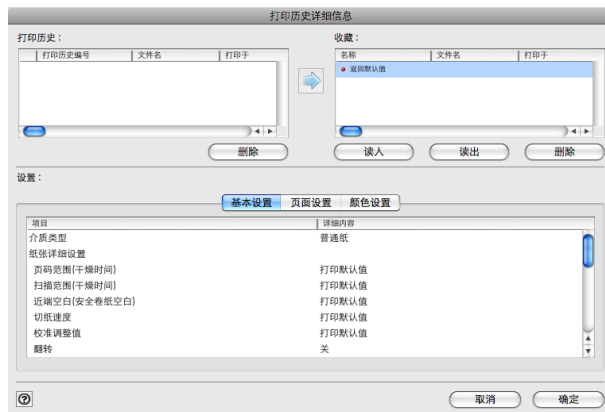 打印历史详细信息
打印历史： 收藏：
打印历史编号 文件名 打印于 名称 文件名 打印于
返回默认值
删除 读入 读出 删除
设置：
基本设置 页面设置 颜色设置
项目 详细内容
介质类型 普通纸
纸张详细设置
页码范围(干燥时间) 打印默认值
扫描范围(干燥时间) 打印默认值
近端空白(安全卷纸空白) 打印默认值
切纸速度 打印默认值
校准调整值 打印默认值
翻转 关
? 取消 确定